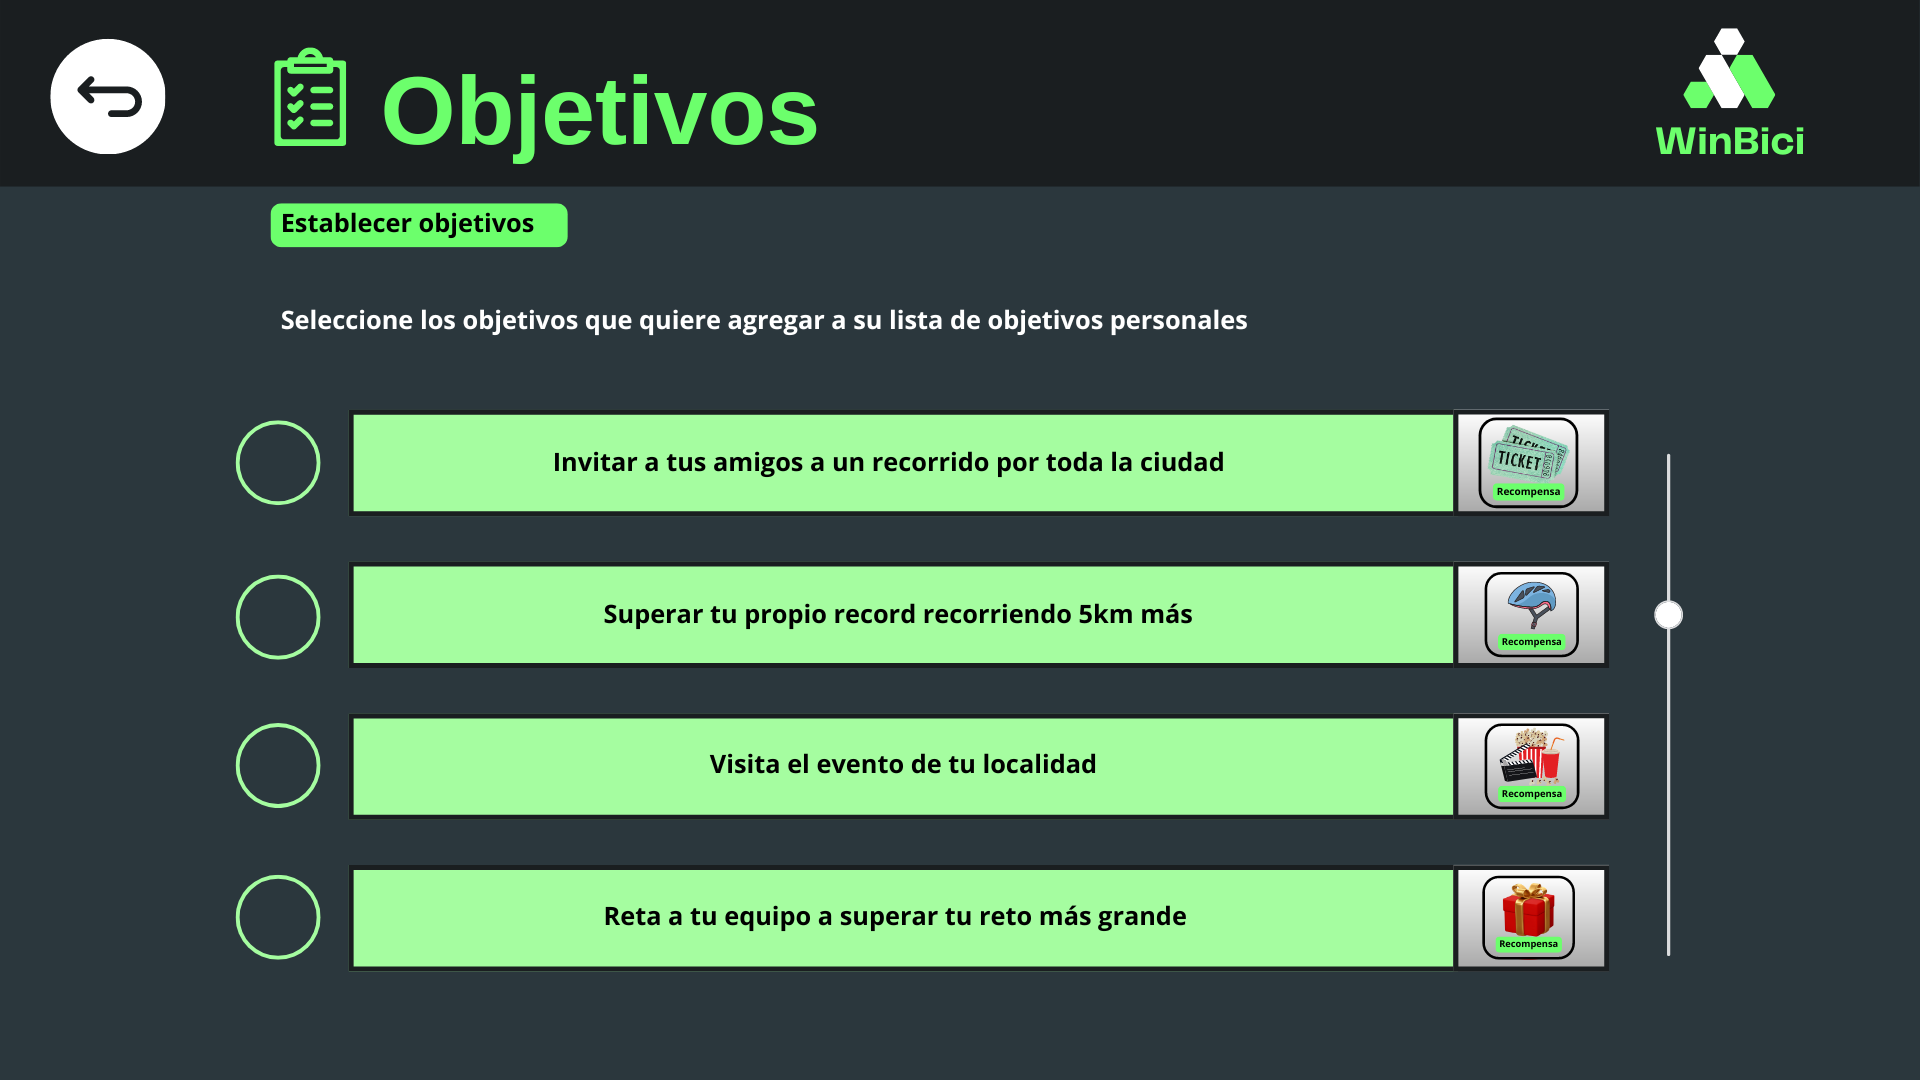 Objetivos
WinBici
Establecer objetivos
Seleccione los objetivos que quiere agregar a su lista de objetivos personales
Invitar a tus amigos a un recorrido por toda la ciudad
TICKET
TICKET
Recompensa
Superar tu propio record recorriendo 5km más
Recompensa
Visita el evento de tu localidad
Recompensa
Reta a tu equipo a superar tu reto más grande
Recompensa